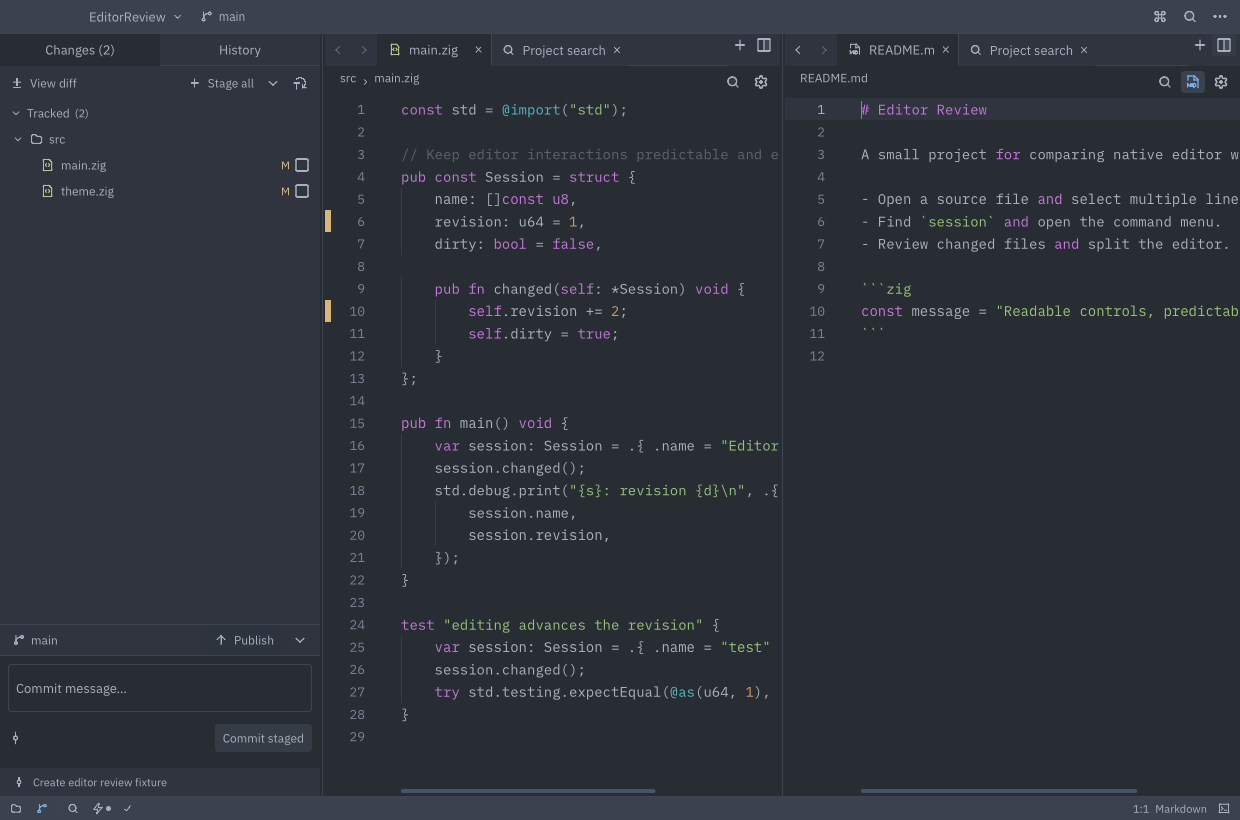 EditorReview main
Changes (2) History
View diff Stage all
Tracked (2)
src
main.zig M
theme.zig M
main Publish
Commit message...
Commit staged
Create editor review fixture
main.zig × Project search ×
src › main.zig
1 const std = @import("std");
2
3 // Keep editor interactions predictable and e
4 pub const Session = struct {
5 name: []const u8,
6 revision: u64 = 1,
7 dirty: bool = false,
8
9 pub fn changed(self: *Session) void {
10 self.revision += 2;
11 self.dirty = true;
12 }
13 };
14
15 pub fn main() void {
16 var session: Session = .{ .name = "Editor
17 session.changed();
18 std.debug.print("{s}: revision {d}\n", .{
19 session.name,
20 session.revision,
21 });
22 }
23
24 test "editing advances the revision" {
25 var session: Session = .{ .name = "test"
26 session.changed();
27 try std.testing.expectEqual(@as(u64, 1),
28 }
29
README.m × Project search ×
README.md
1 # Editor Review
2
3 A small project for comparing native editor w
4
5 - Open a source file and select multiple line
6 - Find `session` and open the command menu.
7 - Review changed files and split the editor.
8
9 ```zig
10 const message = "Readable controls, predictab
11 ```
12
1:1 Markdown